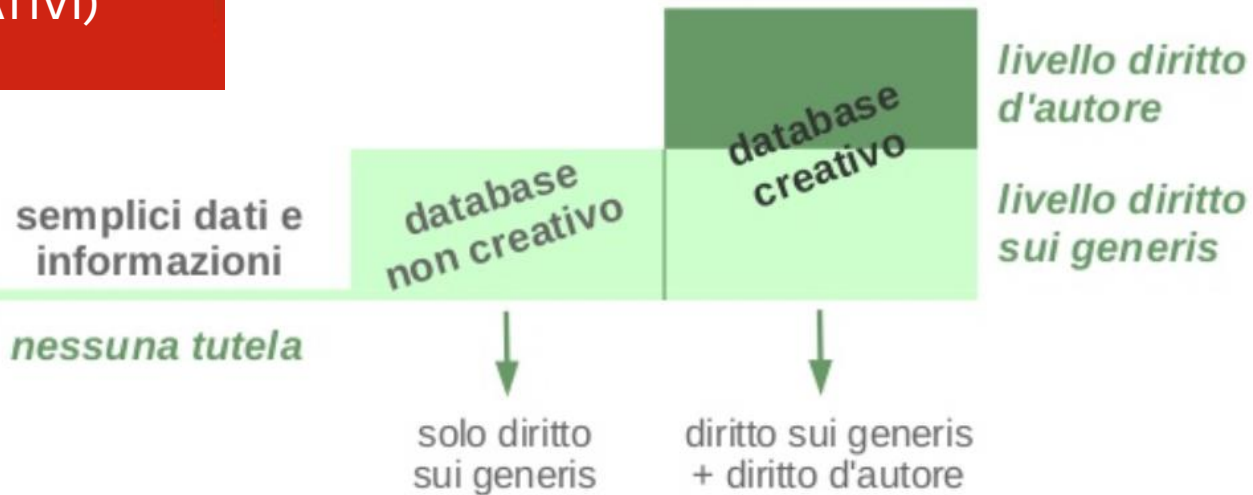 ATIVI)
livello diritto
d'autore
database
creativo
semplici dati e
informazioni
database
non creativo
livello diritto
sui generis
nessuna tutela
solo diritto
sui generis
diritto sui generis
+ diritto d'autore